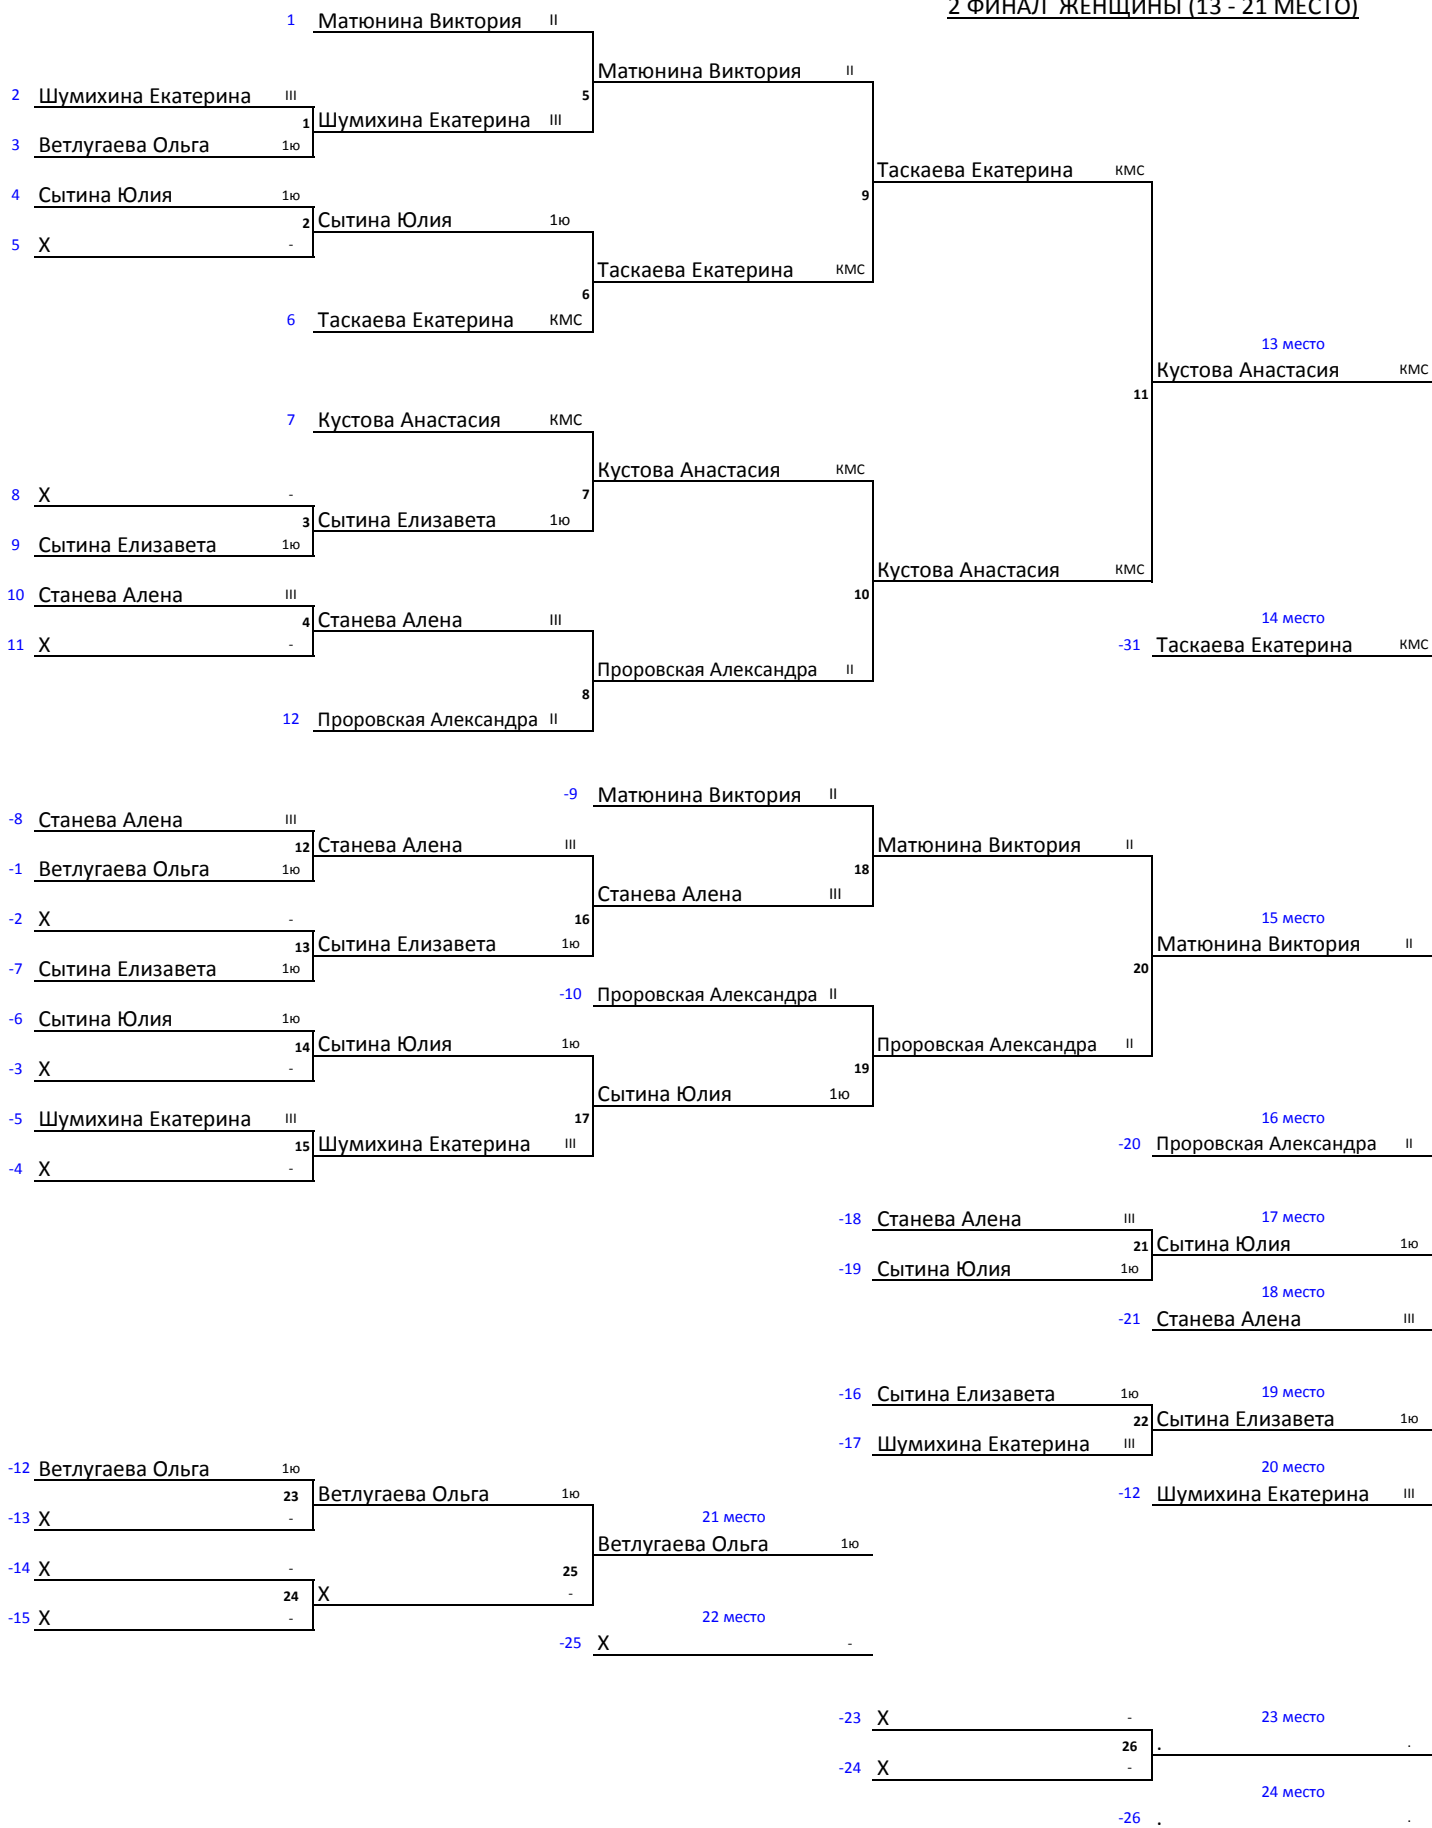 2 ФИНАЛ ЖЕНЩИНЫ (13 - 21 МЕСТО)
1 Матюнина Виктория II
Матюнина Виктория II
2 Шумихина Екатерина III
5
1 Шумихина Екатерина III
3 Ветлугаева Ольга 1ю
Таскаева Екатерина КМС
4 Сытина Юлия 1ю
9
2 Сытина Юлия 1ю
5 X -
Таскаева Екатерина КМС
6
6 Таскаева Екатерина КМС
13 место
Кустова Анастасия КМС
11
7 Кустова Анастасия КМС
Кустова Анастасия КМС
8 X -
7
3 Сытина Елизавета 1ю
9 Сытина Елизавета 1ю
Кустова Анастасия КМС
10 Станева Алена III
10
4 Станева Алена III
14 место
11 X -
-31 Таскаева Екатерина КМС
Проровская Александра II
8
12 Проровская Александра II
-9 Матюнина Виктория II
-8 Станева Алена III
12 Станева Алена III
Матюнина Виктория II
-1 Ветлугаева Ольга 1ю
18
Станева Алена III
-2 X -
16
15 место
13 Сытина Елизавета 1ю
Матюнина Виктория II
-7 Сытина Елизавета 1ю
20
-10 Проровская Александра II
-6 Сытина Юлия 1ю
14 Сытина Юлия 1ю
Проровская Александра II
-3 X -
19
Сытина Юлия 1ю
-5 Шумихина Екатерина III
17
16 место
15 Шумихина Екатерина III
-20 Проровская Александра II
-4 X -
-18 Станева Алена III
17 место
21 Сытина Юлия 1ю
-19 Сытина Юлия 1ю
18 место
-21 Станева Алена III
-16 Сытина Елизавета 1ю
19 место
22 Сытина Елизавета 1ю
-17 Шумихина Екатерина III
-12 Ветлугаева Ольга 1ю
20 место
23 Ветлугаева Ольга 1ю
-12 Шумихина Екатерина III
-13 X -
21 место
Ветлугаева Ольга 1ю
-14 X -
25
24 X -
-15 X -
22 место
-25 X -
-23 X -
23 место
26 . .
-24 X -
24 место
-26 . .